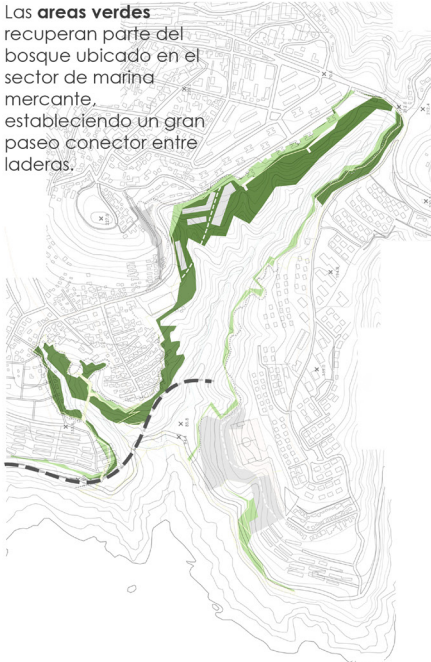 Las areas verdes
recuperan parte del
bosque ubicado en el
sector de marina
mercante,
estableciendo un gran
paseo conector entre
laderas.